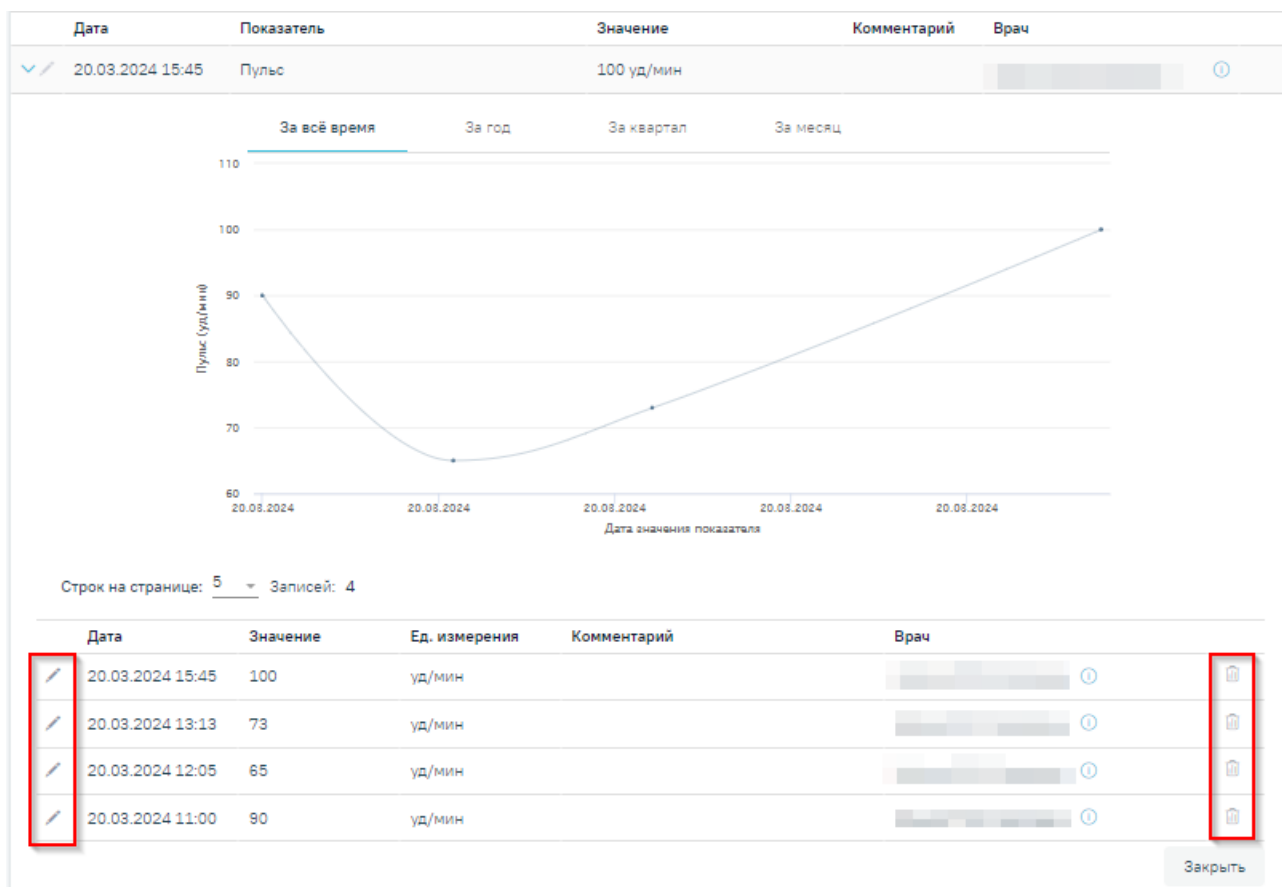 Дата Показатель Значение Комментарий Врач
20.03.2024 15:45 Пульс 100 уд/мин
За всё время За год За квартал За месяц
110
100
90
80
70
60
Пульс (уд/мин)
20.03.2024 20.03.2024 20.03.2024 20.03.2024 20.03.2024
Дата значения показателя
Строк на странице: 5 Записей: 4
Дата Значение Ед. измерения Комментарий Врач
20.03.2024 15:45 100 уд/мин
20.03.2024 13:13 73 уд/мин
20.03.2024 12:05 65 уд/мин
20.03.2024 11:00 90 уд/мин
Закрыть